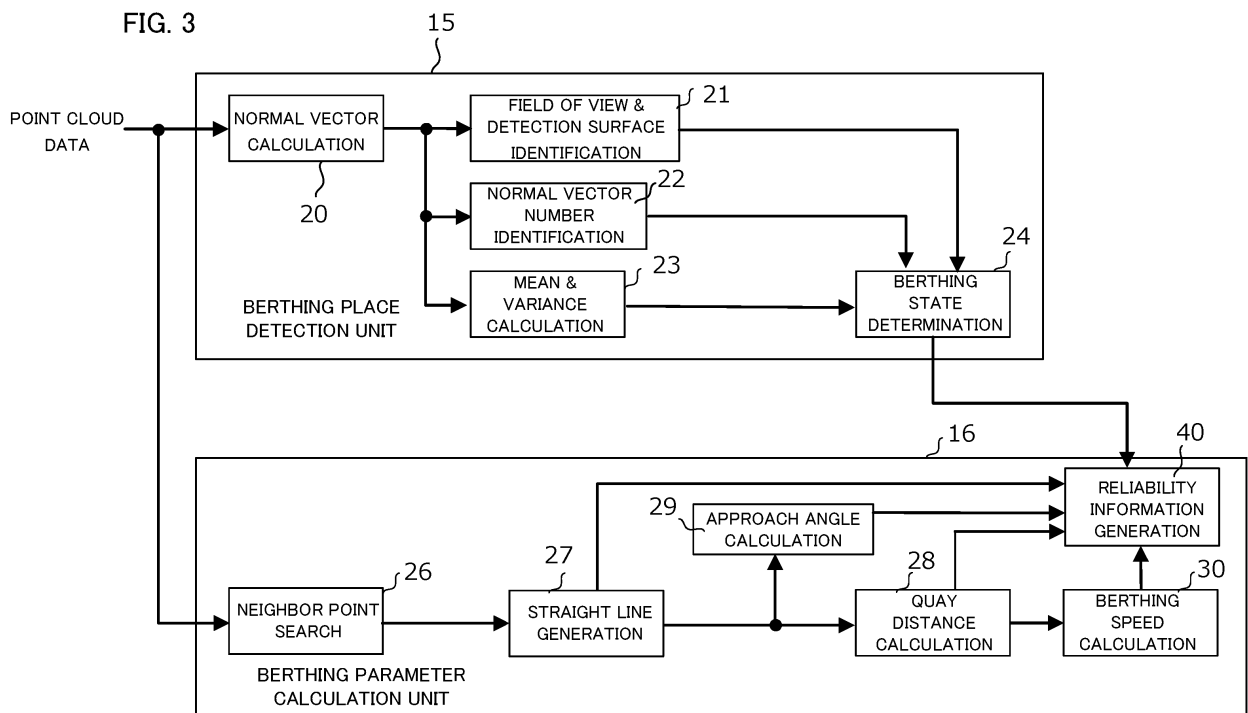 FIG. 3
15
POINT CLOUD
DATA
NORMAL VECTOR
CALCULATION
20
FIELD OF VIEW &
DETECTION SURFACE
IDENTIFICATION
21
NORMAL VECTOR
NUMBER
IDENTIFICATION
22
MEAN &
VARIANCE
CALCULATION
23
BERTHING
STATE
DETERMINATION
24
BERTHING PLACE
DETECTION UNIT
16
40
RELIABILITY
INFORMATION
GENERATION
29
APPROACH ANGLE
CALCULATION
26
NEIGHBOR POINT
SEARCH
27
STRAIGHT LINE
GENERATION
28
QUAY
DISTANCE
CALCULATION
30
BERTHING
SPEED
CALCULATION
BERTHING PARAMETER
CALCULATION UNIT